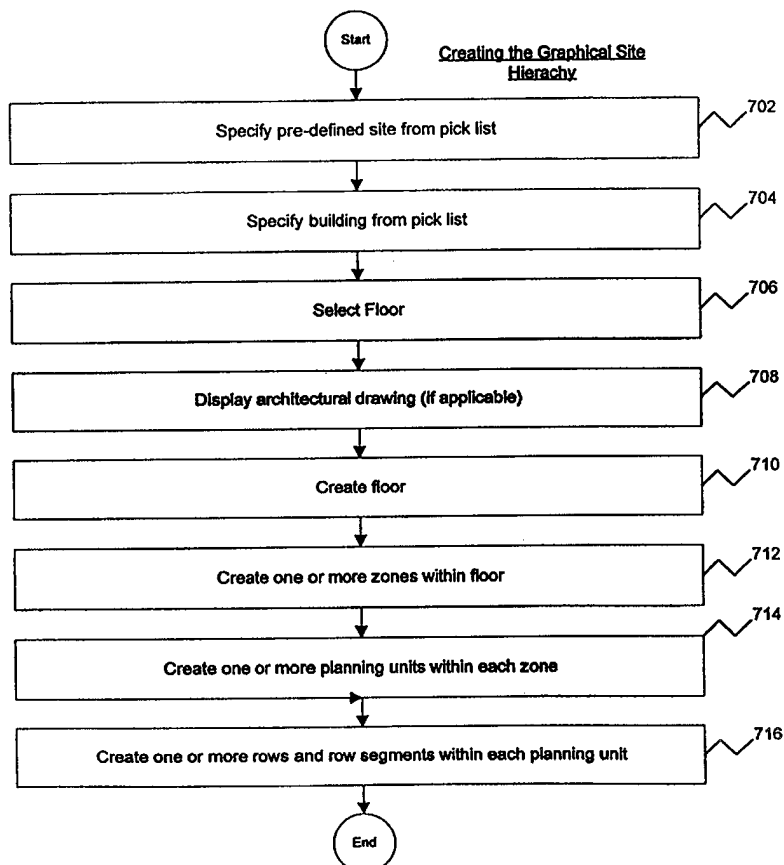 Start
Creating the Graphical Site
Hierachy
702
Specify pre-defined site from pick list
704
Specify building from pick list
706
Select Floor
708
Display architectural drawing (if applicable)
710
Create floor
712
Create one or more zones within floor
714
Create one or more planning units within each zone
716
Create one or more rows and row segments within each planning unit
End